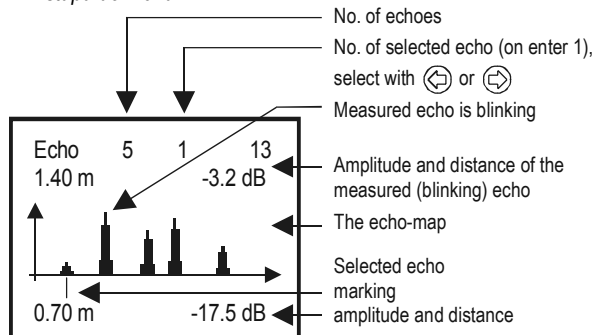 No. of echoes
No. of selected echo (on enter 1),
select with or
Measured echo is blinking
Echo 5 1 13
1.40 m -3.2 dB
Amplitude and distance of the
measured (blinking) echo
The echo-map
Selected echo
marking
amplitude and distance
0.70 m -17.5 dB